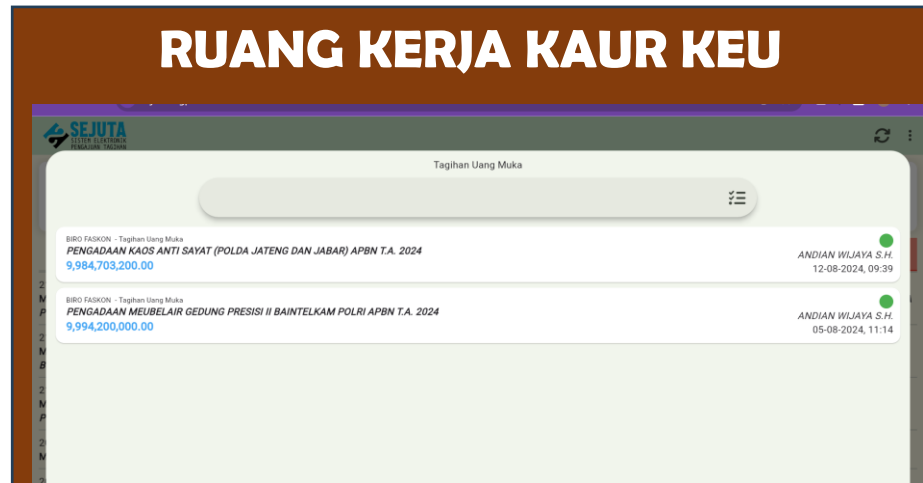 RUANG KERJA KAUR KEU
SEJUTA
SISTEM ELEKTRONIK
PENGAJUAN TAGIHAN
Tagihan Uang Muka
BIRO FASKON - Tagihan Uang Muka
PENGADAAN KAOS ANTI SAYAT (POLDA JATENG DAN JABAR) APBN T.A. 2024
9,984,703,200.00
ANDIAN WIJAYA S.H.
12-08-2024, 09:39
BIRO FASKON - Tagihan Uang Muka
PENGADAAN MEUBELAIR GEDUNG PRESISI II BAINTELKAM POLRI APBN T.A. 2024
9,994,200,000.00
ANDIAN WIJAYA S.H.
05-08-2024, 11:14